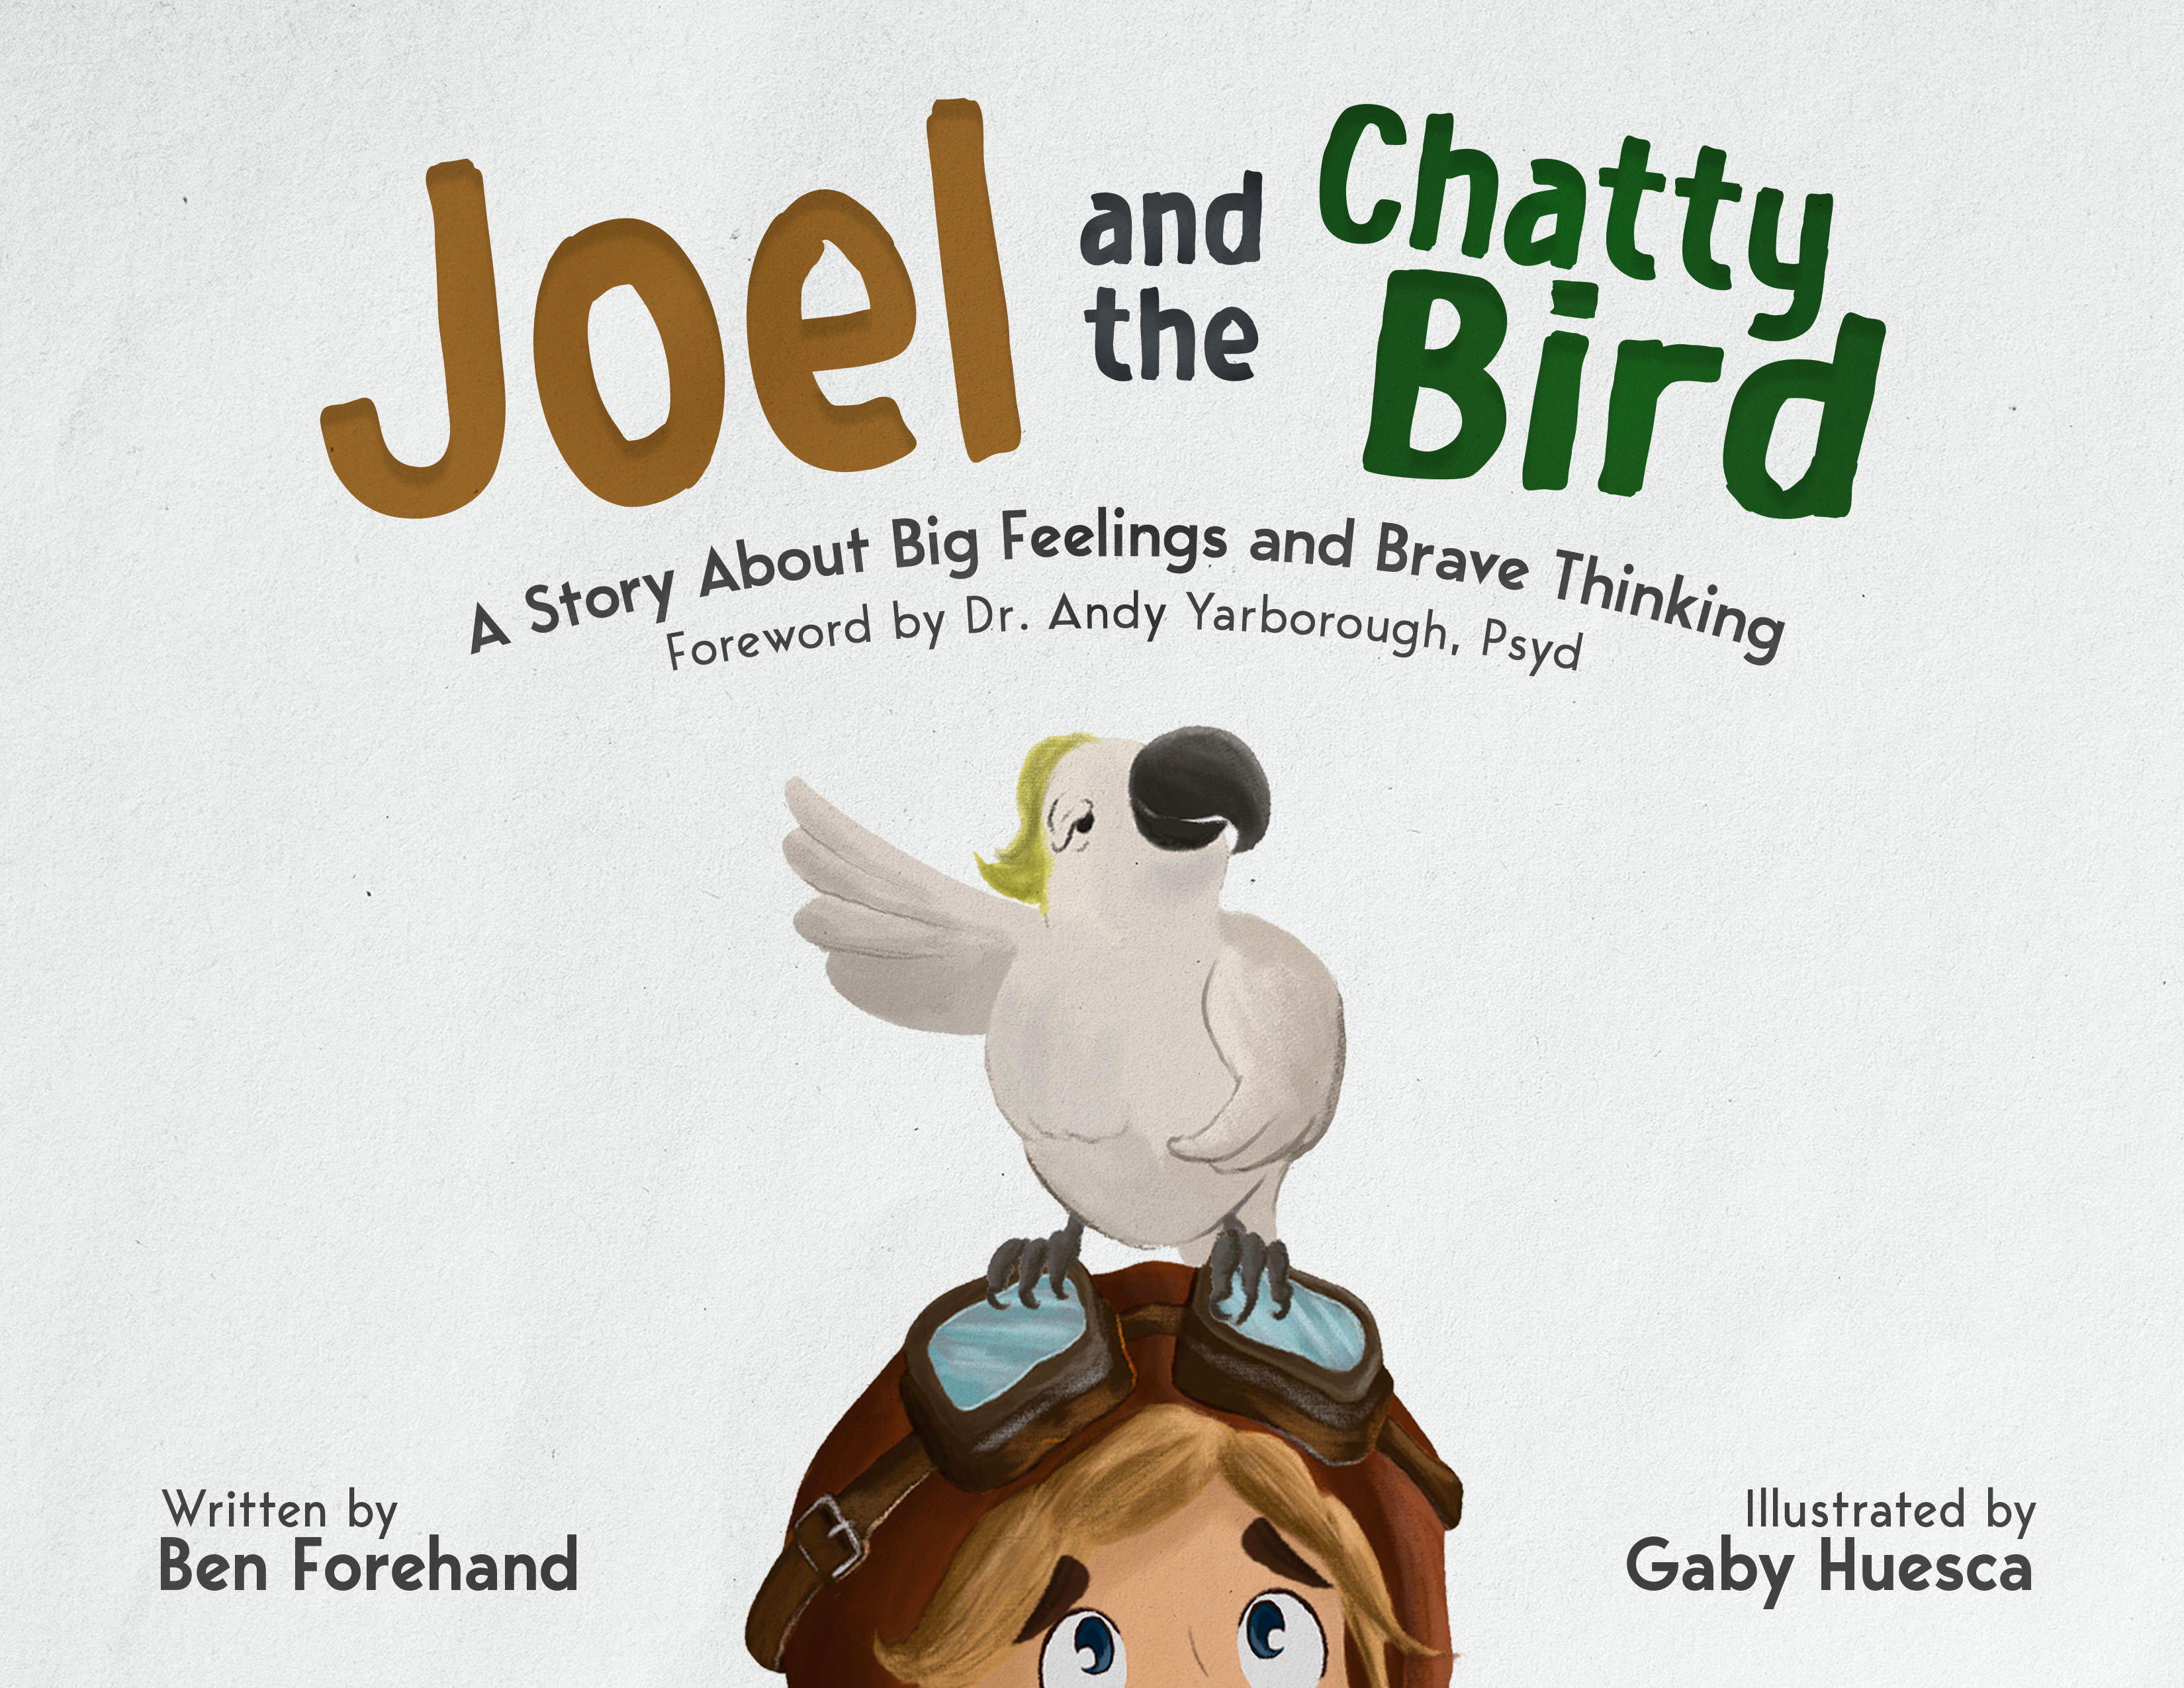 Joel and the Chatty Bird
A Story About Big Feelings and Brave Thinking
Foreword by Dr. Andy Yarborough, Psyd
Written by
Ben Forehand
Illustrated by
Gaby Huesca